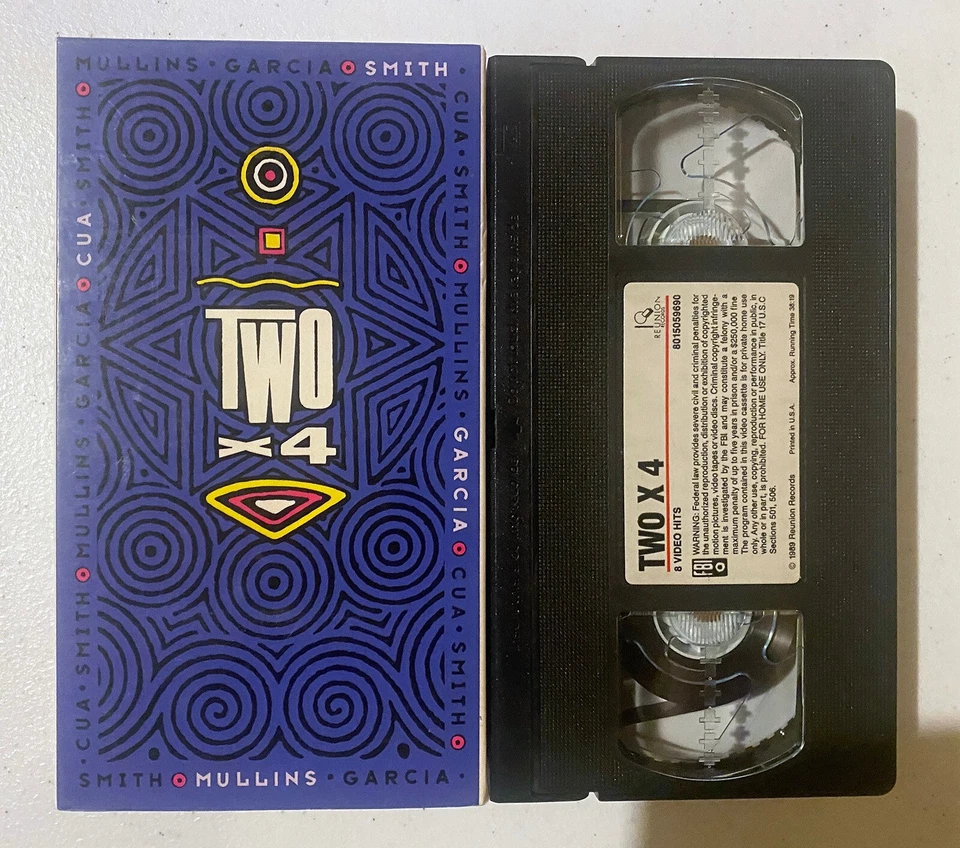 MULLINS • GARCIA SMITH •
CUA • SMITH MULLINS • GARCIA CUA • SMITH
SMITH MULLINS • GARCIA •
CUA • SMITH MULLINS • GARCIA CUA • SMITH
TWO
X 4
TWO X 4
8 VIDEO HITS
REUNION
RECORDS
8015059690
FBI
WARNING: Federal law provides severe civil and criminal penalties for
the unauthorized reproduction, distribution or exhibition of copyrighted
motion pictures, video tapes or video discs. Criminal copyright infringe-
ment is investigated by the FBI and may constitute a felony with a
maximum penalty of up to five years in prison and/or a $250,000 fine
The program contained in this video cassette is for private home use
only. Any other use, copying, reproduction or performance in public, in
whole or in part, is prohibited. FOR HOME USE ONLY. Title 17 U.S.C
Sections 501, 506.
© 1989 Reunion Records Printed in U.S.A. Approx. Running Time 38:19